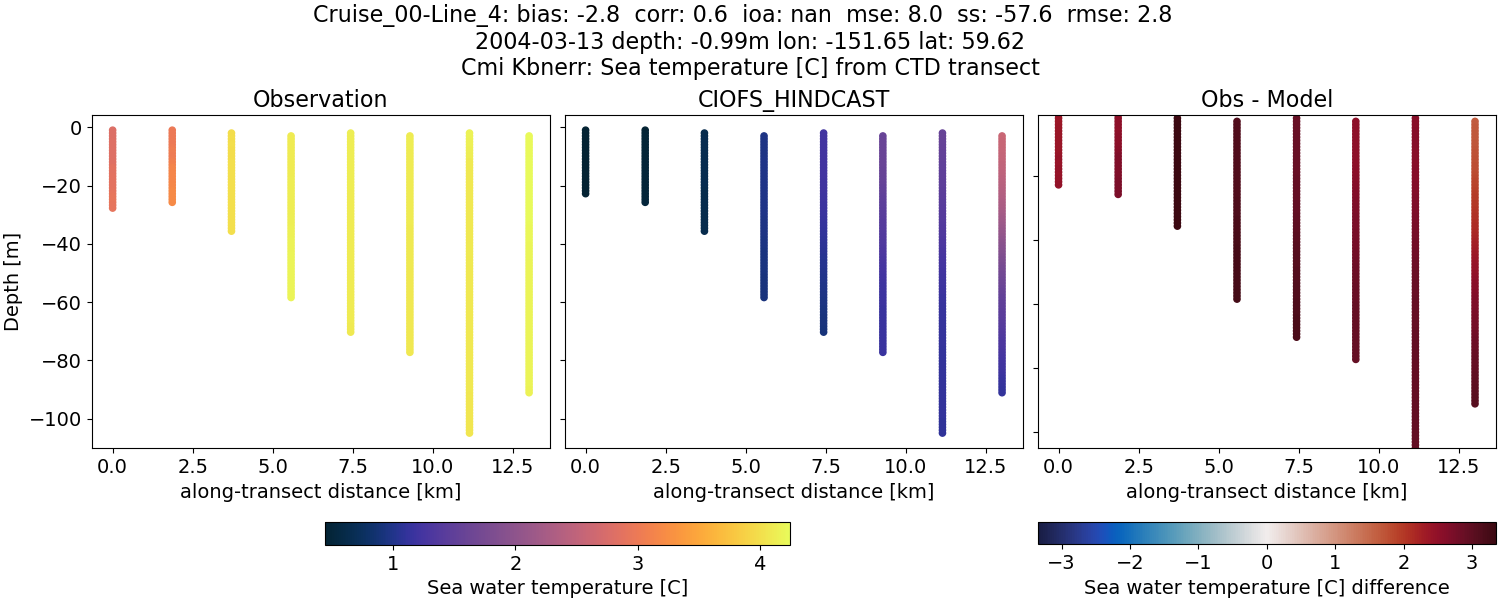 Cruise_00-Line_4: bias: -2.8  corr: 0.6  ioa: nan  mse: 8.0  ss: -57.6  rmse: 2.8
2004-03-13 depth: -0.99m lon: -151.65 lat: 59.62
Cmi Kbnerr: Sea temperature [C] from CTD transect
Observation
CIOFS_HINDCAST
Obs - Model
Depth [m]
0
−20
−40
−60
−80
−100
0.0 2.5 5.0 7.5 10.0 12.5
along-transect distance [km]
0.0 2.5 5.0 7.5 10.0 12.5
along-transect distance [km]
0.0 2.5 5.0 7.5 10.0 12.5
along-transect distance [km]
1 2 3 4
Sea water temperature [C]
−3 −2 −1 0 1 2 3
Sea water temperature [C] difference